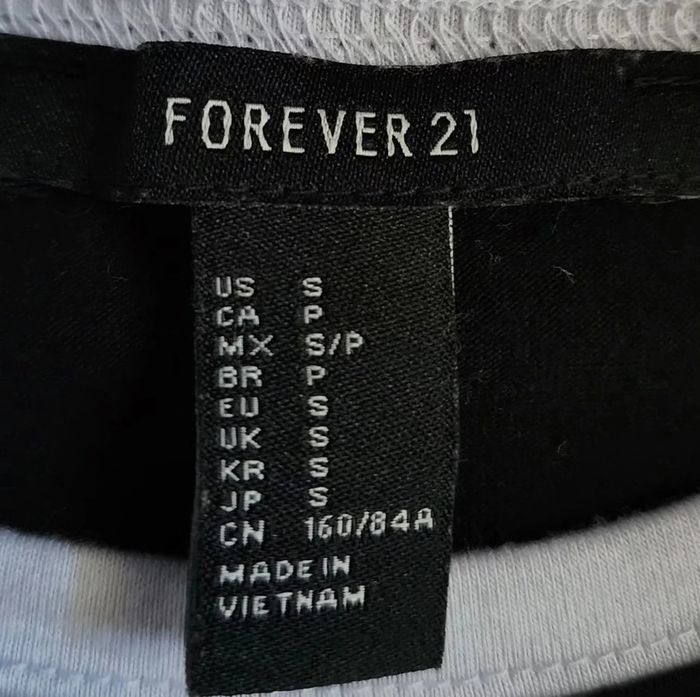 FOREVER 21
US S
CA P
MX S/P
BR P
EU S
UK S
KR S
JP S
CN 160/84A
MADE IN
VIETNAM